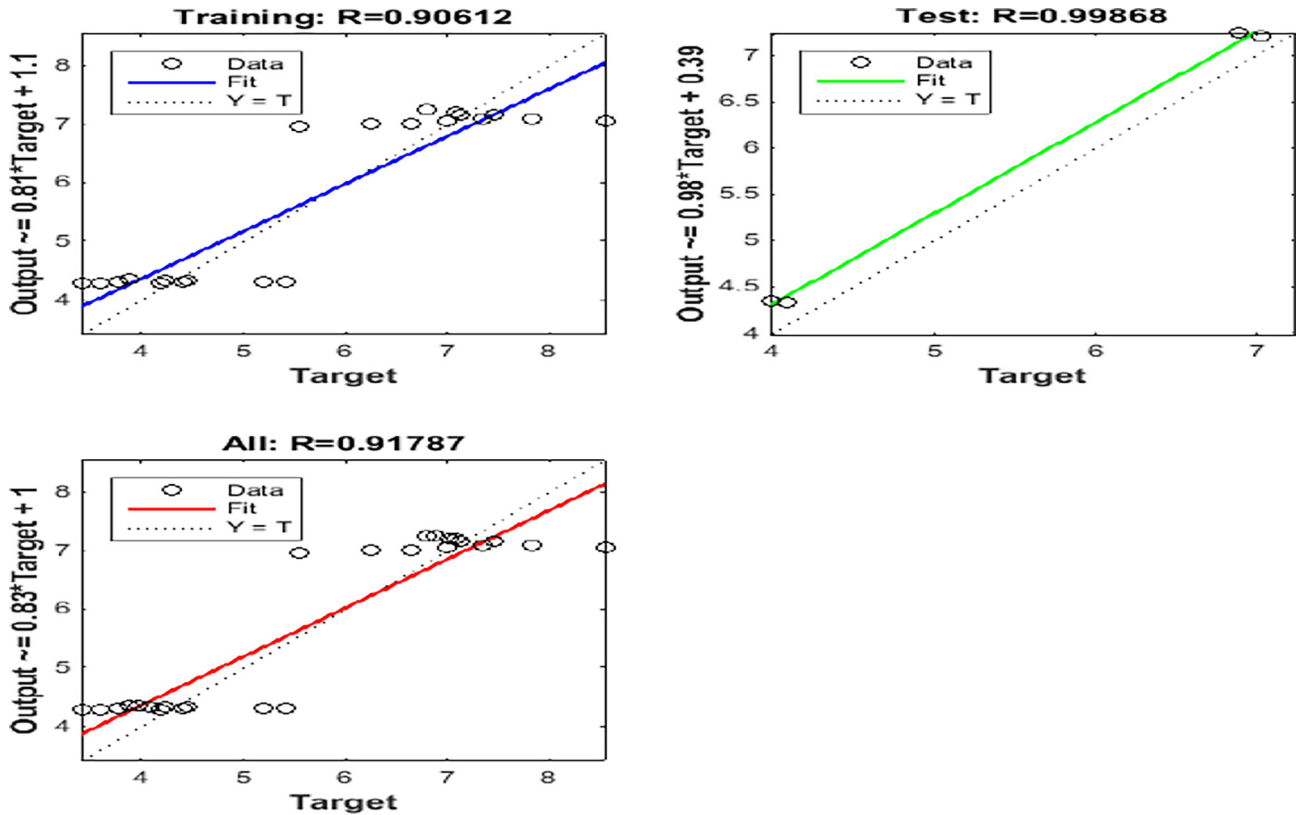 Training: R=0.90612
Output ~= 0.81*Target + 1.1
Data
Fit
Y = T
8
7
6
5
4
4 5 6 7 8
Target
Test: R=0.99868
Output ~= 0.98*Target + 0.39
Data
Fit
Y = T
7
6.5
6
5.5
5
4.5
4
4 5 6 7
Target
All: R=0.91787
Output ~= 0.83*Target + 1
Data
Fit
Y = T
8
7
6
5
4
4 5 6 7 8
Target